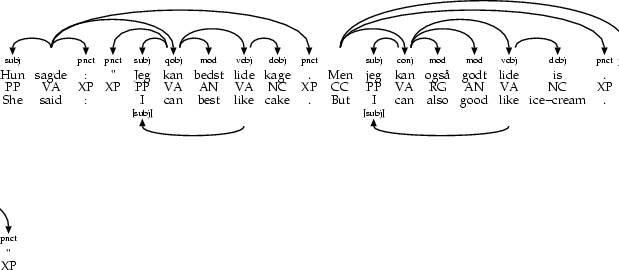 subj pnct pnct subj qobj mod vobj dobj pnct subj conj mod mod vobj dobj pnct
Hun sagde : " Jeg kan bedst lide kage . Men jeg kan også godt lide is .
PP VA XP XP PP VA AN VA NC XP CC PP VA RG AN VA NC XP
She said : I can best like cake . But I can also good like ice-cream .
[subj] [subj]
pnct
"
XP